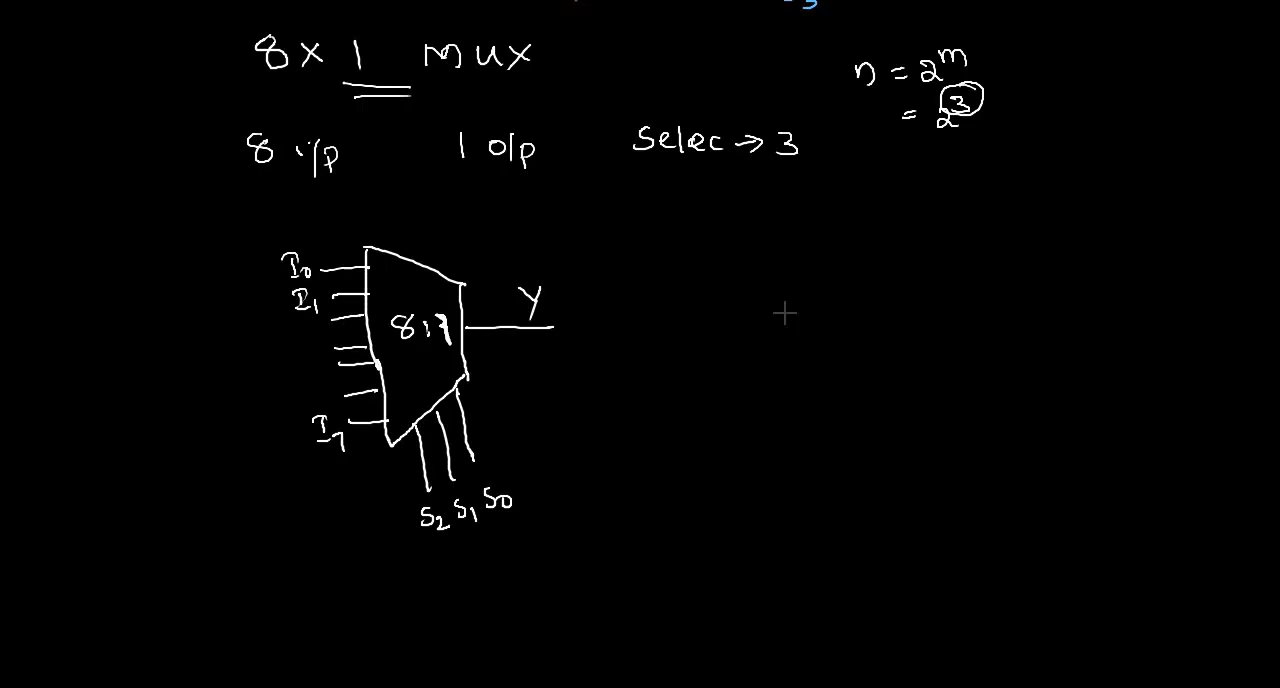 8 x 1 mux
n = 2^m
= 2^3
8 i/p 1 o/p Selec → 3
I0
I1
8:1
Y
I7
S2 S1 S0